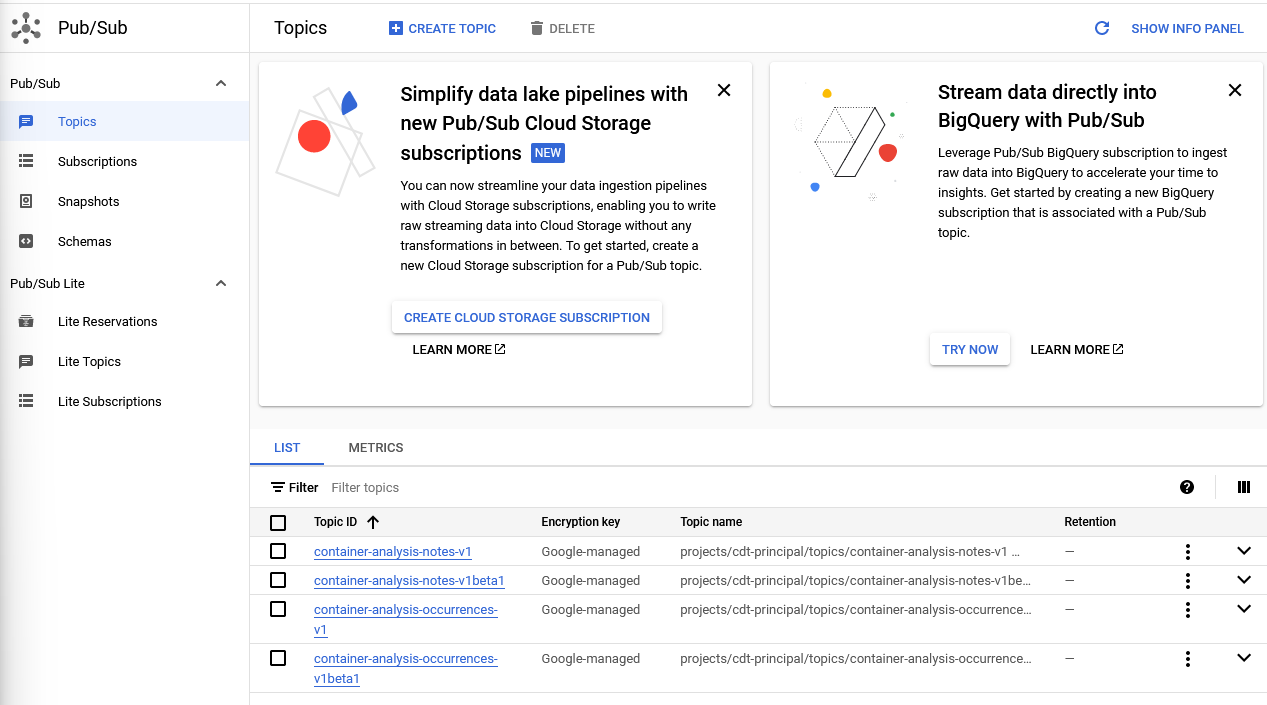 Pub/Sub
Topics
CREATE TOPIC
DELETE
SHOW INFO PANEL
Pub/Sub
Topics
Subscriptions
Snapshots
Schemas
Pub/Sub Lite
Lite Reservations
Lite Topics
Lite Subscriptions
Simplify data lake pipelines with
new Pub/Sub Cloud Storage
subscriptions NEW
You can now streamline your data ingestion pipelines
with Cloud Storage subscriptions, enabling you to write
raw streaming data into Cloud Storage without any
transformations in between. To get started, create a
new Cloud Storage subscription for a Pub/Sub topic.
CREATE CLOUD STORAGE SUBSCRIPTION
LEARN MORE
Stream data directly into
BigQuery with Pub/Sub
Leverage Pub/Sub BigQuery subscription to ingest
raw data into BigQuery to accelerate your time to
insights. Get started by creating a new BigQuery
subscription that is associated with a Pub/Sub
topic.
TRY NOW LEARN MORE
LIST METRICS
Filter Filter topics
Topic ID Encryption key Topic name Retention
container-analysis-notes-v1 Google-managed projects/cdt-principal/topics/container-analysis-notes-v1 … —
container-analysis-notes-v1beta1 Google-managed projects/cdt-principal/topics/container-analysis-notes-v1be… —
container-analysis-occurrences- Google-managed projects/cdt-principal/topics/container-analysis-occurrence… —
v1
container-analysis-occurrences- Google-managed projects/cdt-principal/topics/container-analysis-occurrence… —
v1beta1